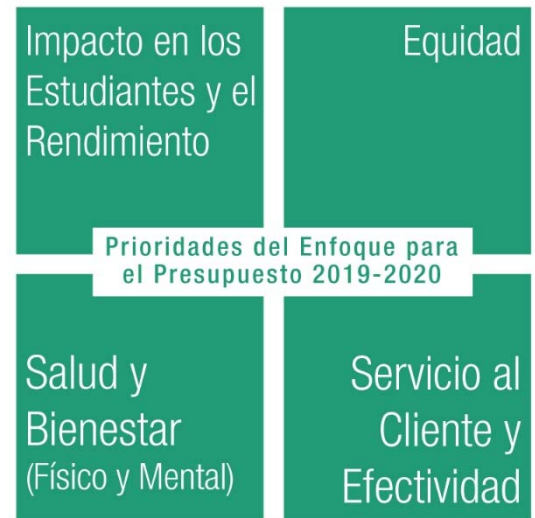 Impacto en los
Estudiantes y el
Rendimiento
Equidad
Prioridades del Enfoque para
el Presupuesto 2019-2020
Salud y
Bienestar
(Físico y Mental)
Servicio al
Cliente y
Efectividad